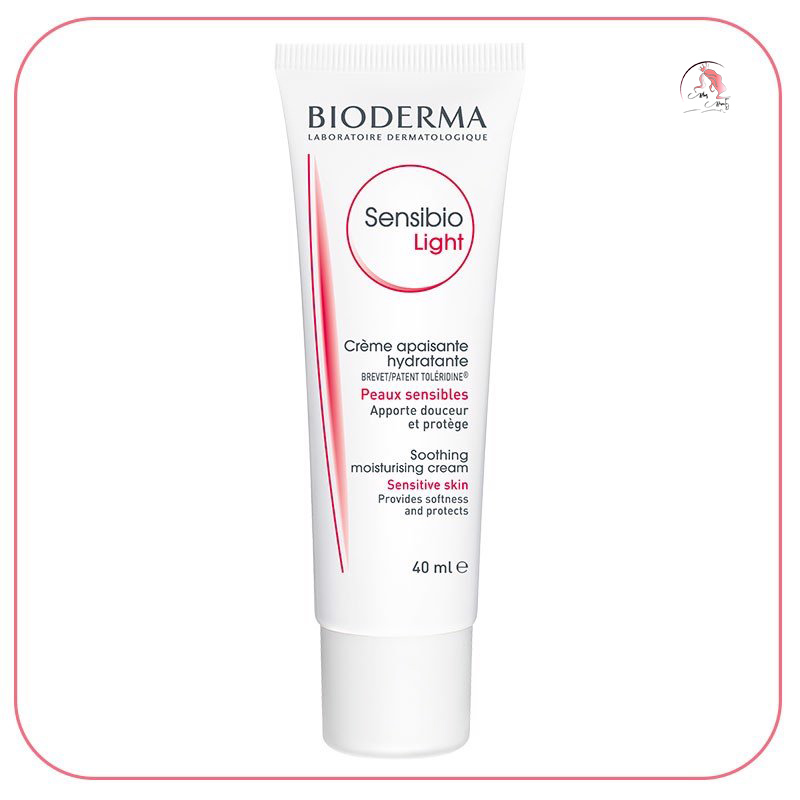 BIODERMA
LABORATOIRE DERMATOLOGIQUE
Sensibio
Light
Crème apaisante
hydratante
BREVET/PATENT TOLÉRIDINE®
Peaux sensibles
Apporte douceur
et protège
Soothing
moisturising cream
Sensitive skin
Provides softness
and protects
40 ml ℮